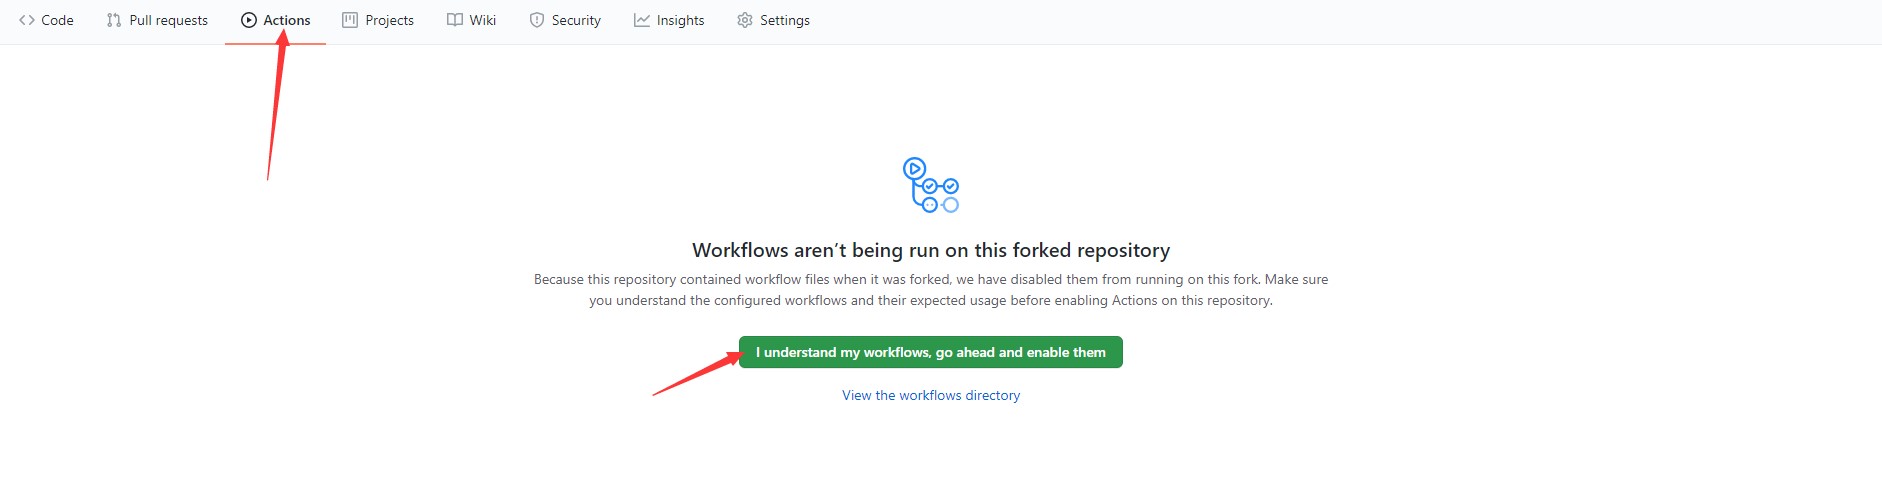 Code Pull requests Actions Projects Wiki Security Insights Settings
Workflows aren’t being run on this forked repository
Because this repository contained workflow files when it was forked, we have disabled them from running on this fork. Make sure
you understand the configured workflows and their expected usage before enabling Actions on this repository.
I understand my workflows, go ahead and enable them
View the workflows directory